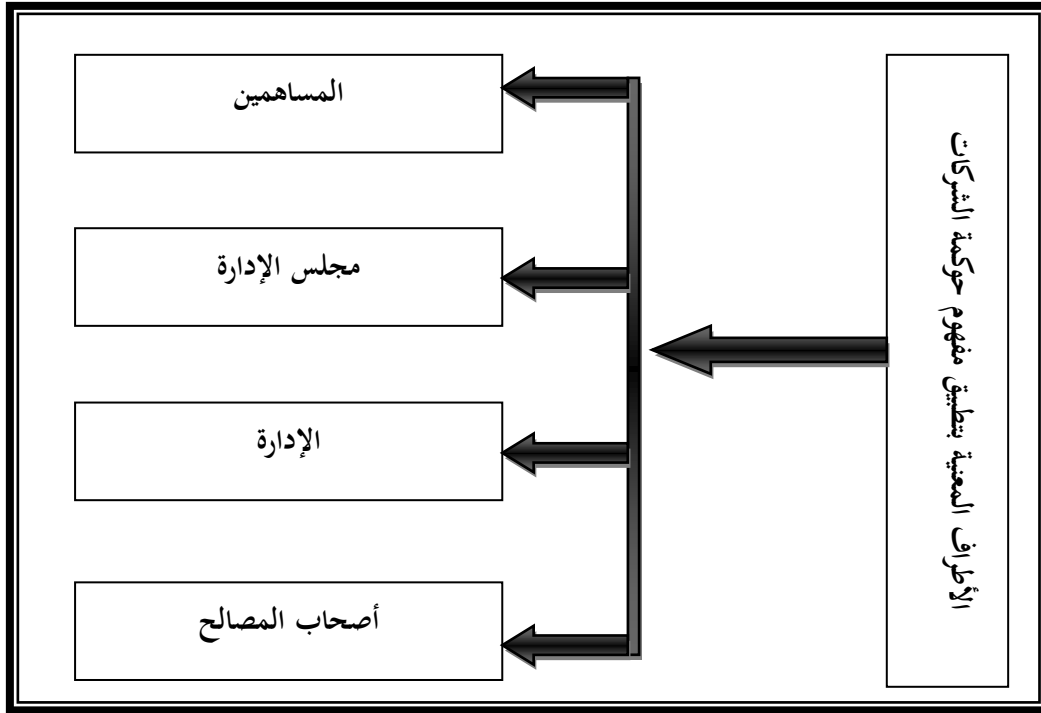 الأطراف المعنية بتطبيق مفهوم حوكمة الشركات
المساهمين
مجلس الإدارة
الإدارة
أصحاب المصالح